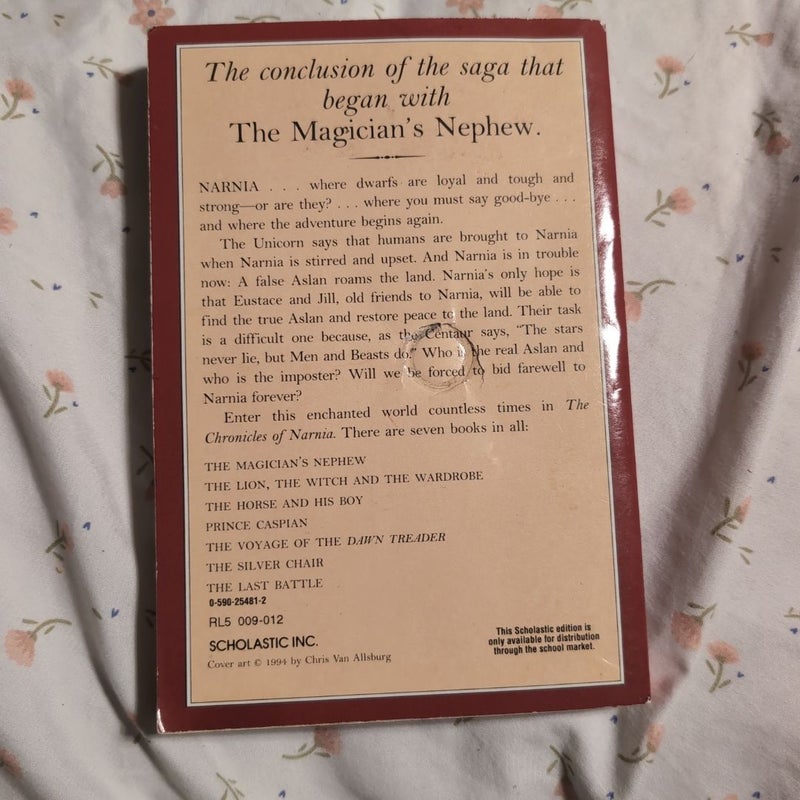 The conclusion of the saga that
began with
The Magician's Nephew.
NARNIA . . . where dwarfs are loyal and tough and
strong—or are they? . . . where you must say good-bye . . .
and where the adventure begins again.
The Unicorn says that humans are brought to Narnia
when Narnia is stirred and upset. And Narnia is in trouble
now: A false Aslan roams the land. Narnia's only hope is
that Eustace and Jill, old friends to Narnia, will be able to
find the true Aslan and restore peace to the land. Their task
is a difficult one because, as the Centaur says, "The stars
never lie, but Men and Beasts do." Who is the real Aslan and
who is the imposter? Will we be forced to bid farewell to
Narnia forever?
Enter this enchanted world countless times in The
Chronicles of Narnia. There are seven books in all:
THE MAGICIAN'S NEPHEW
THE LION, THE WITCH AND THE WARDROBE
THE HORSE AND HIS BOY
PRINCE CASPIAN
THE VOYAGE OF THE DAWN TREADER
THE SILVER CHAIR
THE LAST BATTLE
0-590-25481-2
RL5 009-012
SCHOLASTIC INC.
Cover art © 1994 by Chris Van Allsburg
This Scholastic edition is
only available for distribution
through the school market.